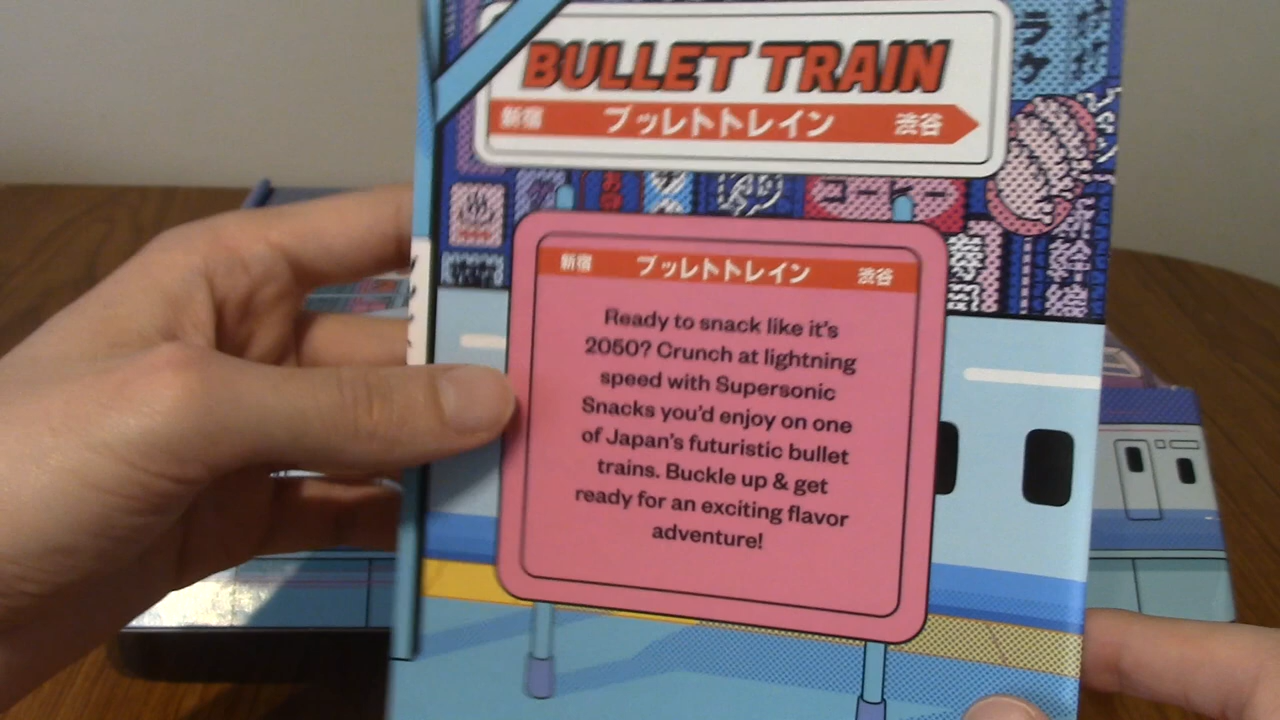 BULLET TRAIN
新宿 ブッレトトレイン 渋谷
新宿 ブッレトトレイン 渋谷
Ready to snack like it's
2050? Crunch at lightning
speed with Supersonic
Snacks you'd enjoy on one
of Japan's futuristic bullet
trains. Buckle up & get
ready for an exciting flavor
adventure!